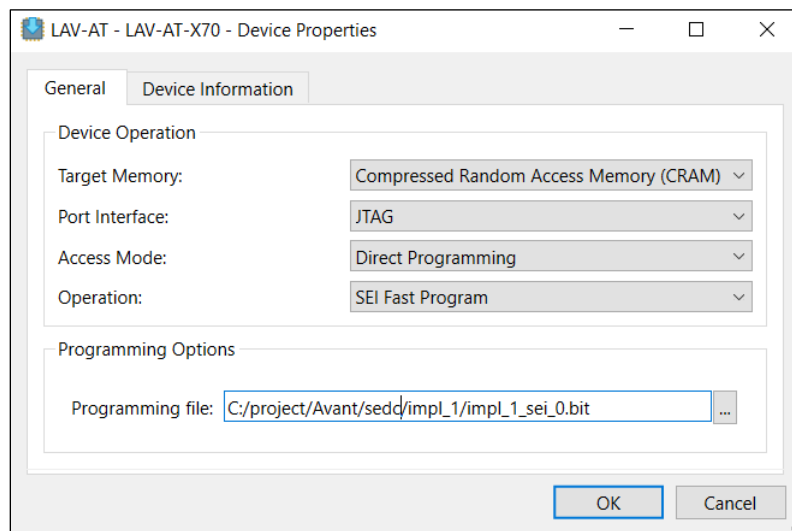 LAV-AT - LAV-AT-X70 - Device Properties
General Device Information
Device Operation
Target Memory: Compressed Random Access Memory (CRAM)
Port Interface: JTAG
Access Mode: Direct Programming
Operation: SEI Fast Program
Programming Options
Programming file: C:/project/Avant/sedc/impl_1/impl_1_sei_0.bit ...
OK Cancel